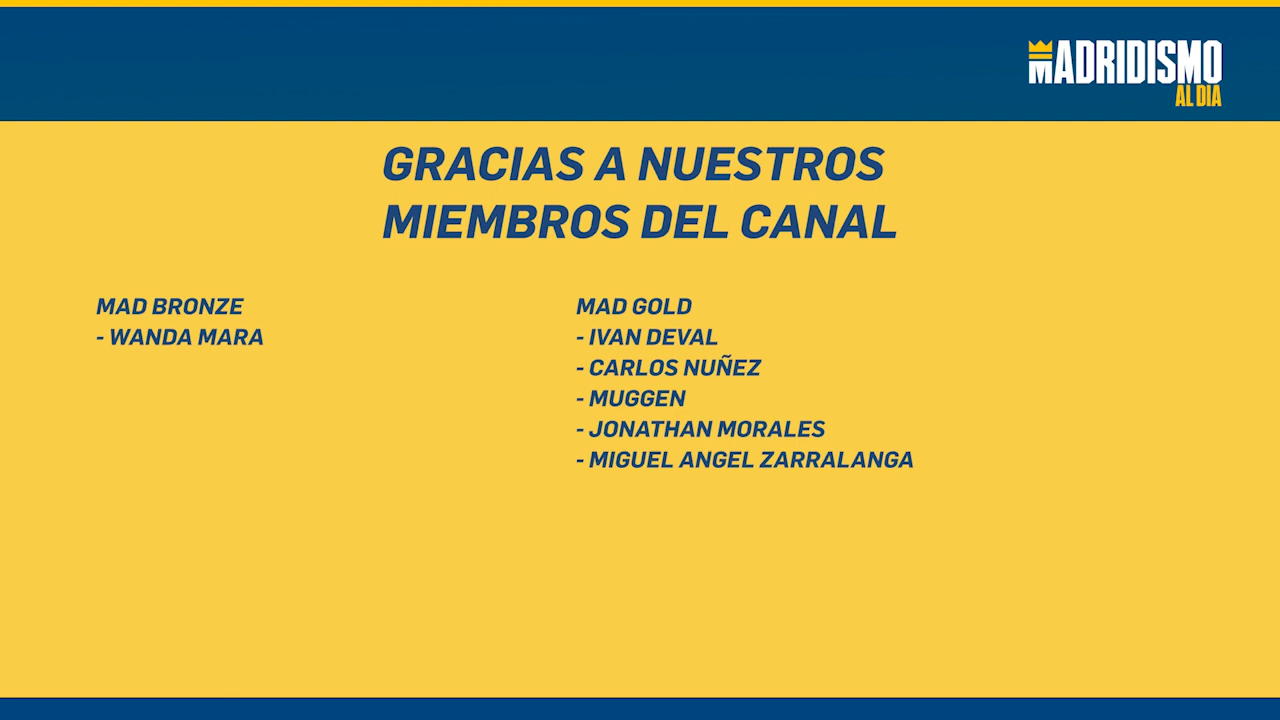 MADRIDISMO
AL DIA
GRACIAS A NUESTROS
MIEMBROS DEL CANAL
MAD BRONZE
- WANDA MARA
MAD GOLD
- IVAN DEVAL
- CARLOS NUÑEZ
- MUGGEN
- JONATHAN MORALES
- MIGUEL ANGEL ZARRALANGA